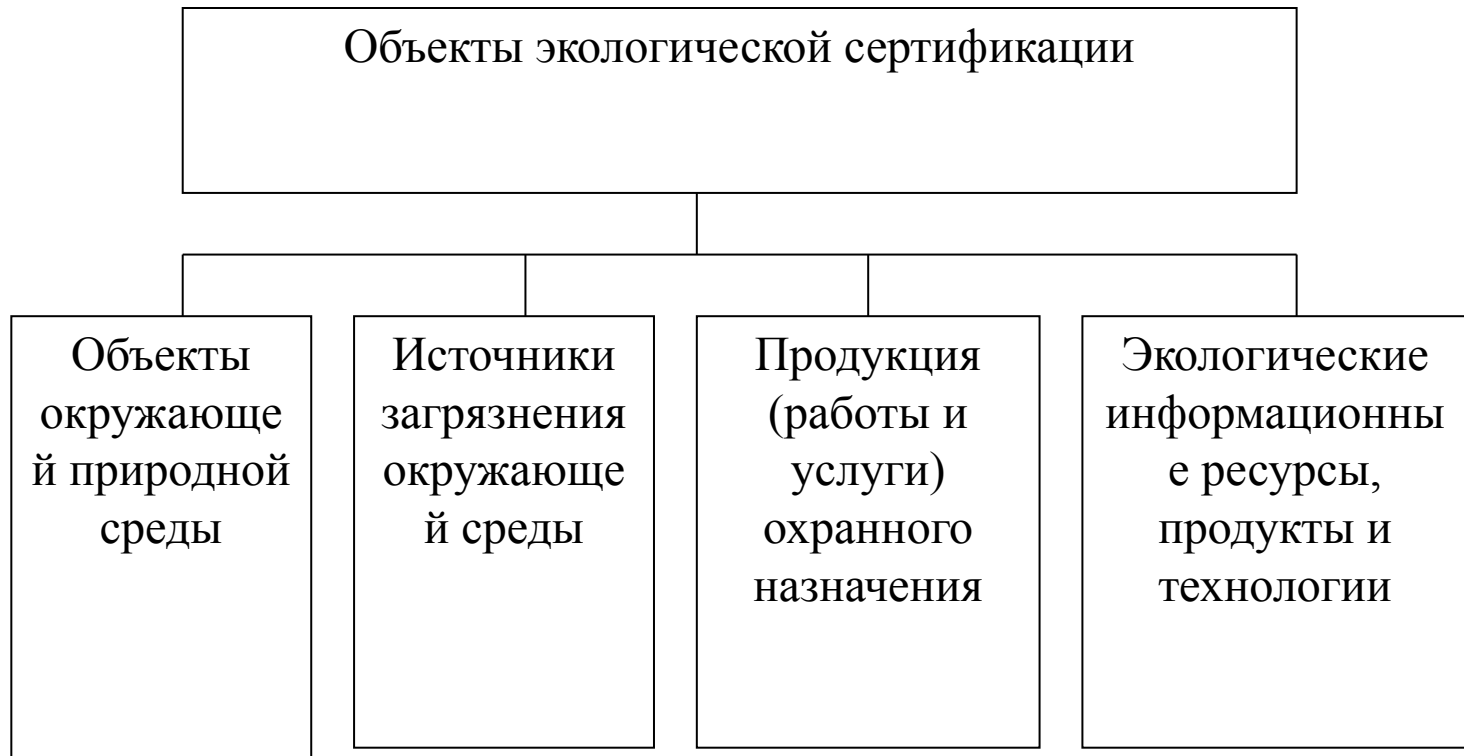 Объекты экологической сертификации
Объекты
окружающе
й природной
среды
Источники
загрязнения
окружающе
й среды
Продукция
(работы и
услуги)
охранного
назначения
Экологические
информационны
е ресурсы,
продукты и
технологии